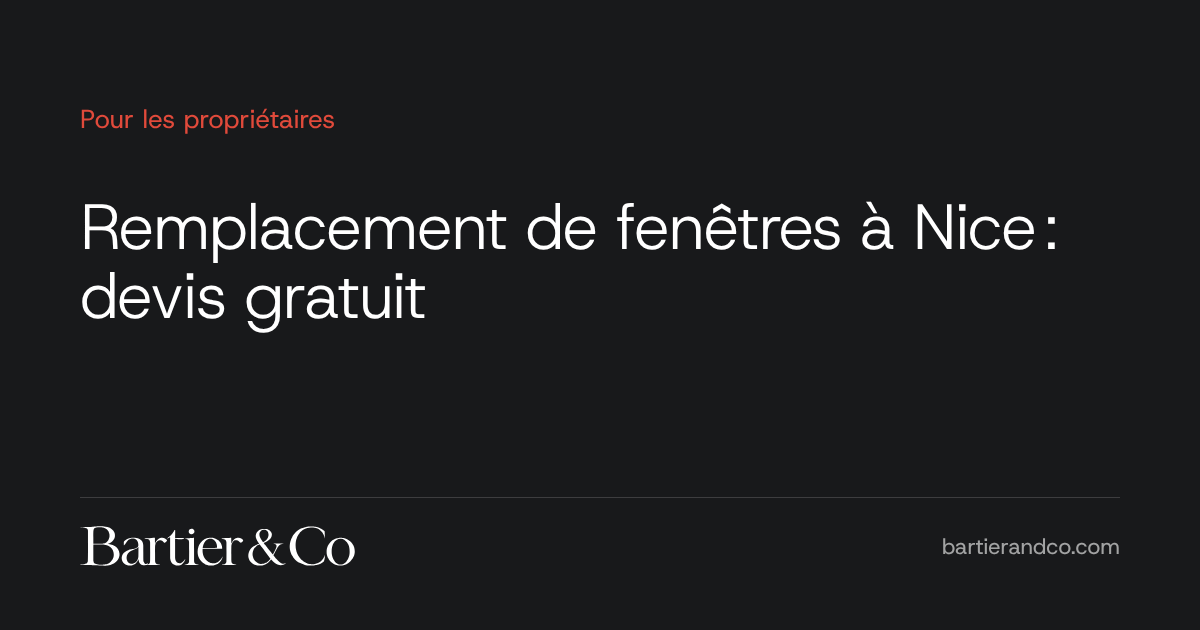 Pour les propriétaires
Remplacement de fenêtres à Nice :
devis gratuit
Bartier & Co
bartierandco.com